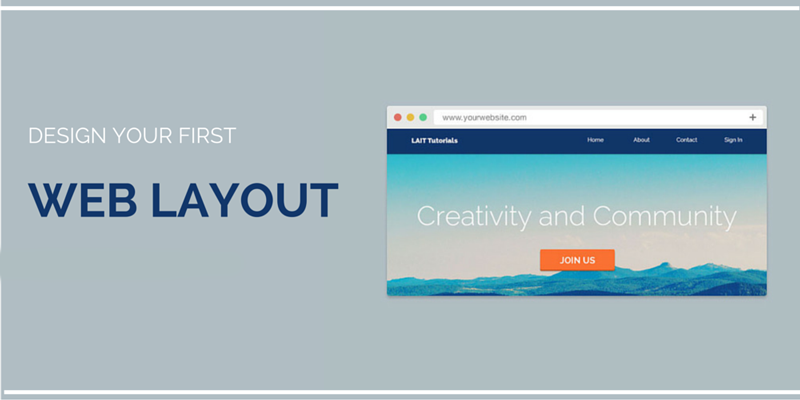 DESIGN YOUR FIRST
WEB LAYOUT
www.yourwebsite.com
LAIT Tutorials Home About Contact Sign In
Creativity and Community
JOIN US